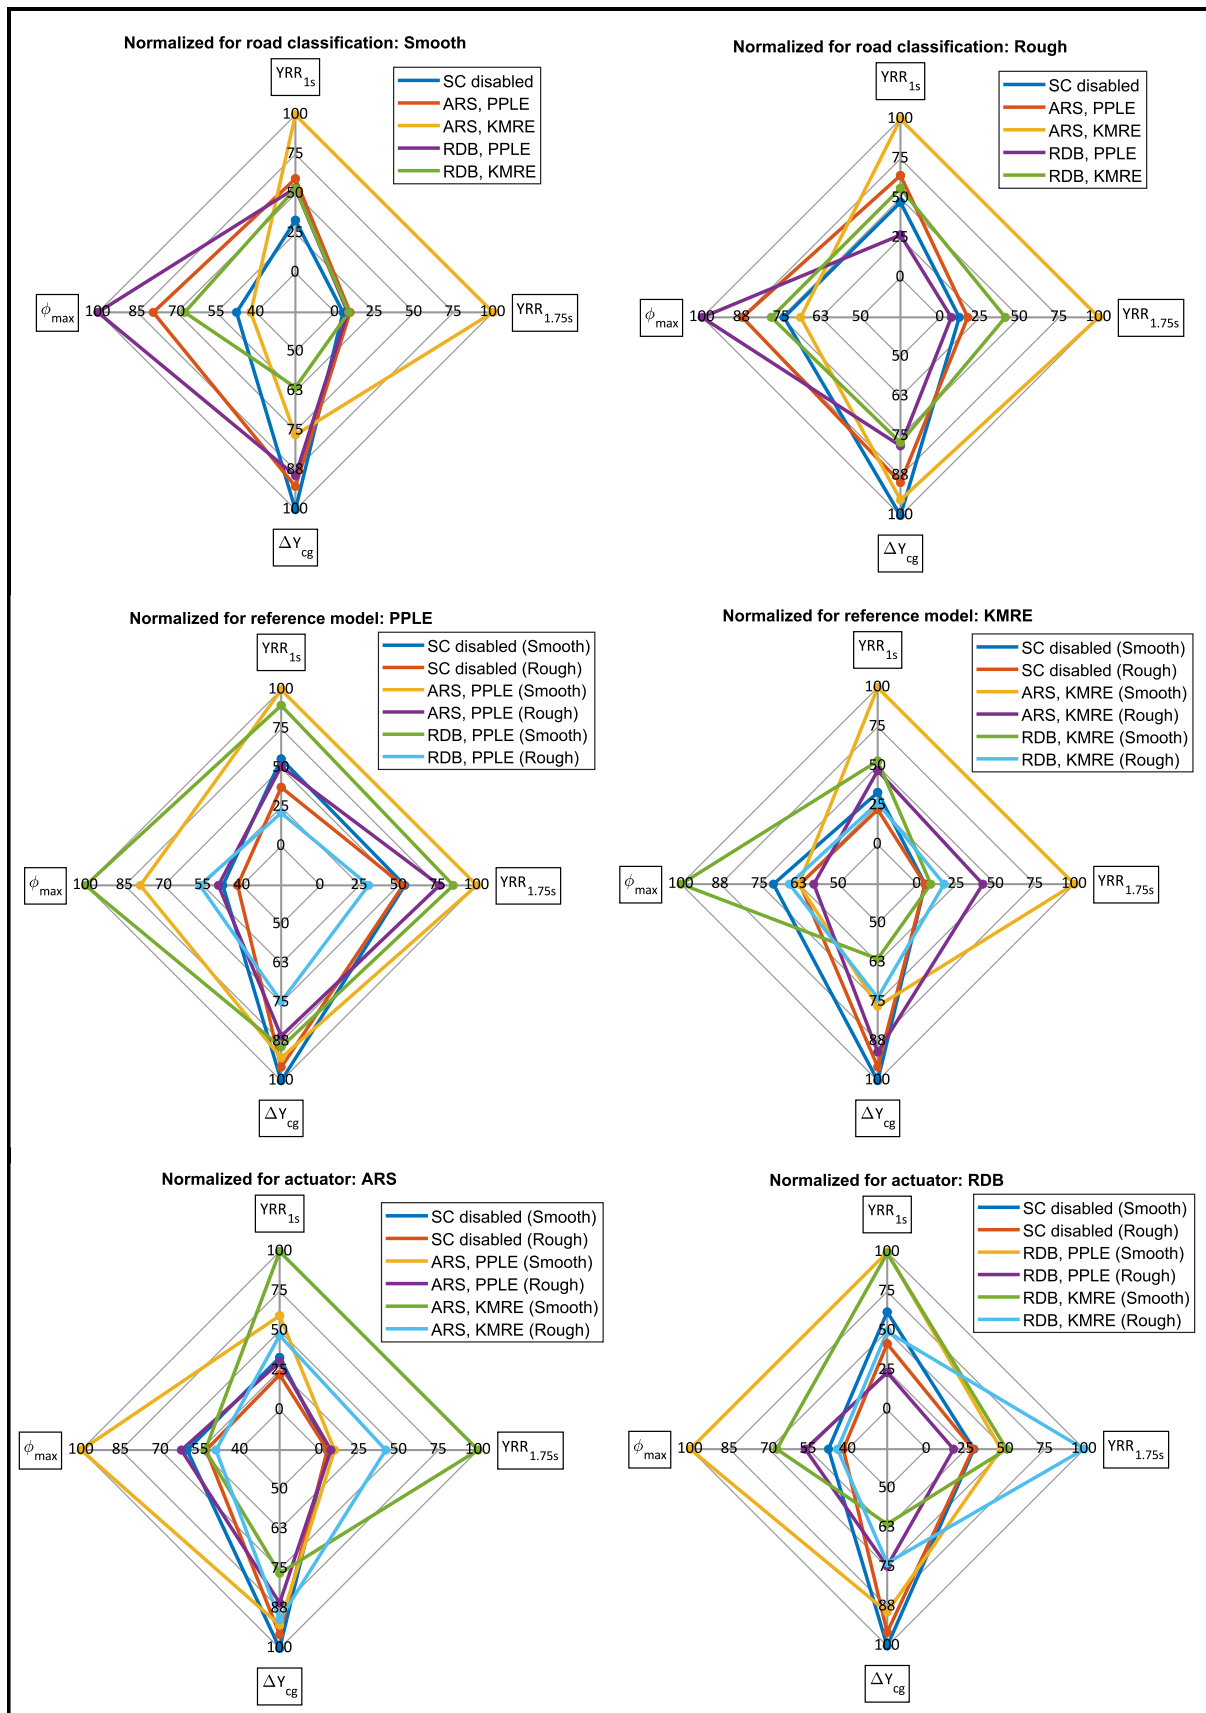 Normalized for road classification: Smooth
YRR1s
SC disabled
ARS, PPLE
ARS, KMRE
RDB, PPLE
RDB, KMRE
100
75
50
25
0
ϕmax
100 85 70 55
0 25 50 75 100
YRR1.75s
50
63
75
88
100
ΔYcg
Normalized for road classification: Rough
YRR1s
SC disabled
ARS, PPLE
ARS, KMRE
RDB, PPLE
RDB, KMRE
100
75
50
25
0
ϕmax
100 88 75 63 50
0 25 50 75 100
YRR1.75s
50
63
75
88
100
ΔYcg
Normalized for reference model: PPLE
YRR1s
SC disabled (Smooth)
SC disabled (Rough)
ARS, PPLE (Smooth)
ARS, PPLE (Rough)
RDB, PPLE (Smooth)
RDB, PPLE (Rough)
100
75
50
25
0
ϕmax
100 85 70 55 40
0 25 50 75 100
YRR1.75s
50
63
75
88
100
ΔYcg
Normalized for reference model: KMRE
YRR1s
SC disabled (Smooth)
SC disabled (Rough)
ARS, KMRE (Smooth)
ARS, KMRE (Rough)
RDB, KMRE (Smooth)
RDB, KMRE (Rough)
100
75
50
25
0
ϕmax
100 88 75 63 50
0 25 50 75 100
YRR1.75s
50
63
75
88
100
ΔYcg
Normalized for actuator: ARS
YRR1s
SC disabled (Smooth)
SC disabled (Rough)
ARS, PPLE (Smooth)
ARS, PPLE (Rough)
ARS, KMRE (Smooth)
ARS, KMRE (Rough)
100
75
50
25
0
ϕmax
100 85 70 55 40
0 25 50 75 100
YRR1.75s
50
63
75
88
100
ΔYcg
Normalized for actuator: RDB
YRR1s
SC disabled (Smooth)
SC disabled (Rough)
RDB, PPLE (Smooth)
RDB, PPLE (Rough)
RDB, KMRE (Smooth)
RDB, KMRE (Rough)
100
75
50
25
0
ϕmax
100 85 70 55 40
0 25 50 75 100
YRR1.75s
50
63
75
88
100
ΔYcg